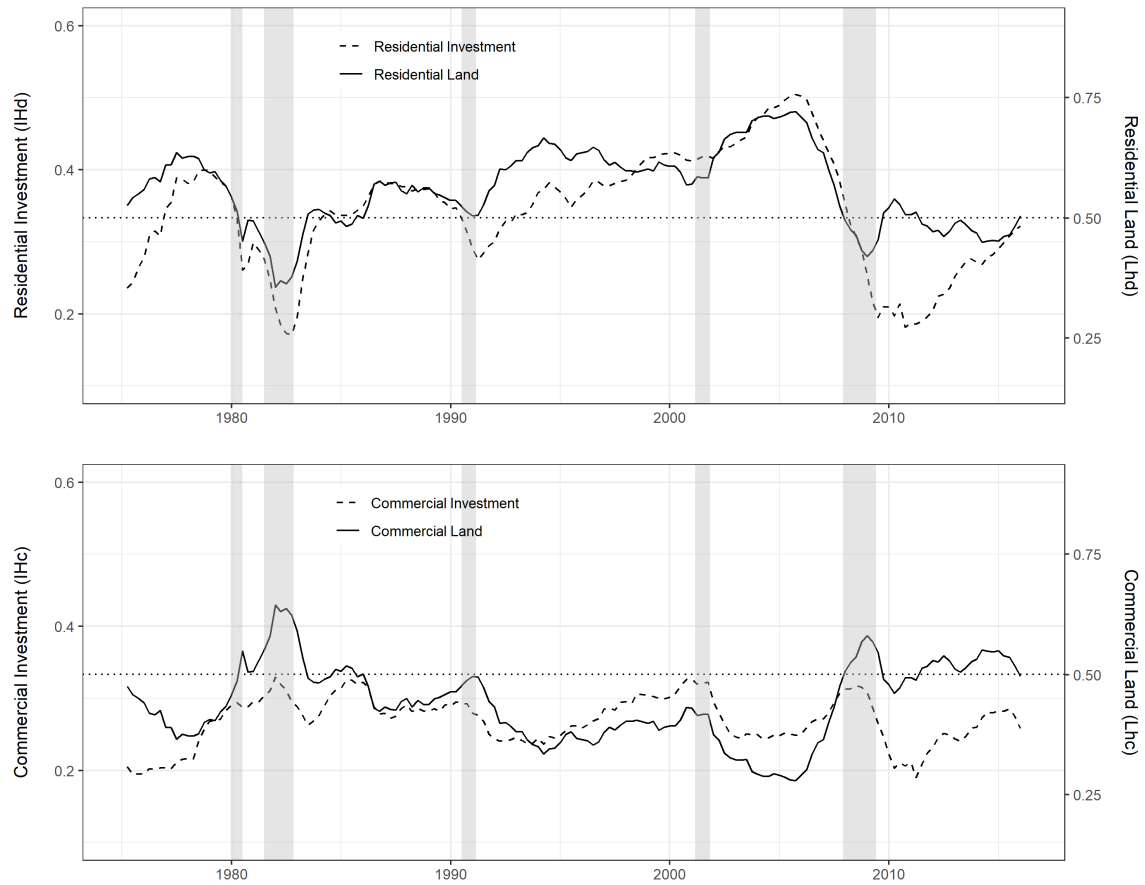 0.6
0.4
0.2
Residential Investment (IHd)
Residential Investment
Residential Land
0.75
0.50
0.25
Residential Land (Lhd)
1980
1990
2000
2010
0.6
0.4
0.2
Commercial Investment (IHc)
Commercial Investment
Commercial Land
0.75
0.50
0.25
Commercial Land (Lhc)
1980
1990
2000
2010